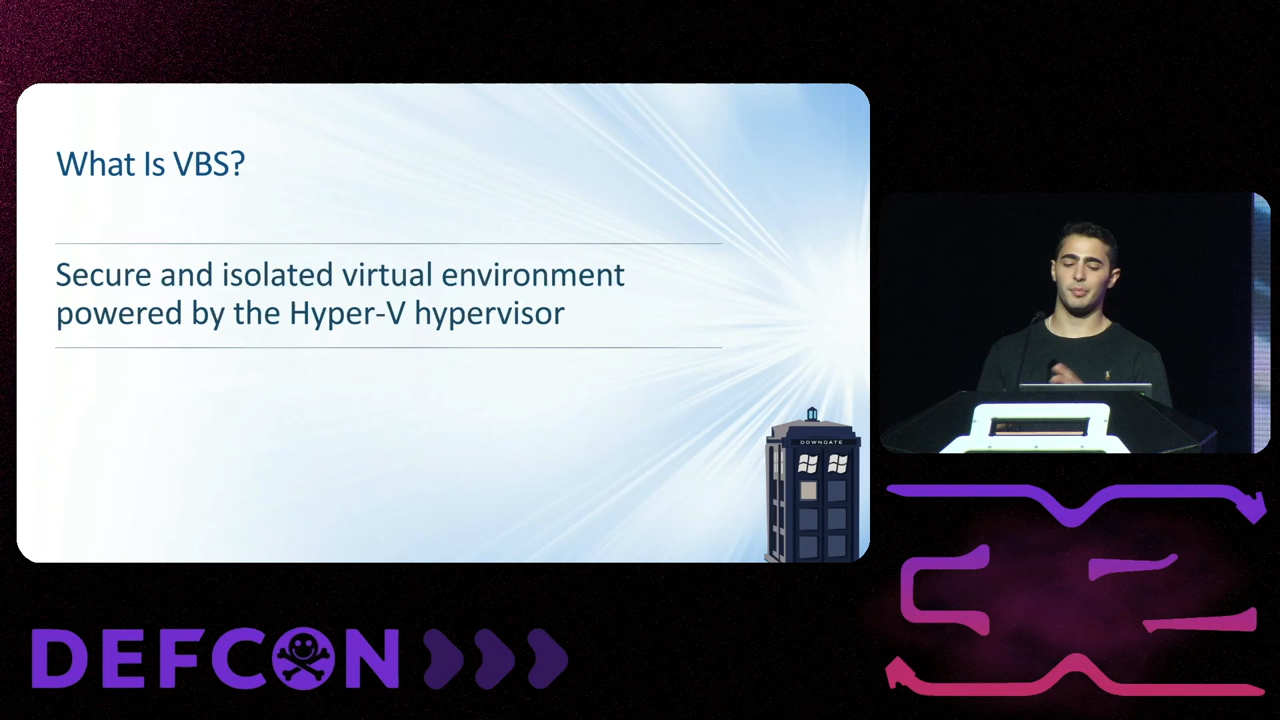 What Is VBS?
Secure and isolated virtual environment
powered by the Hyper-V hypervisor
DOWNDATE
DEFCON